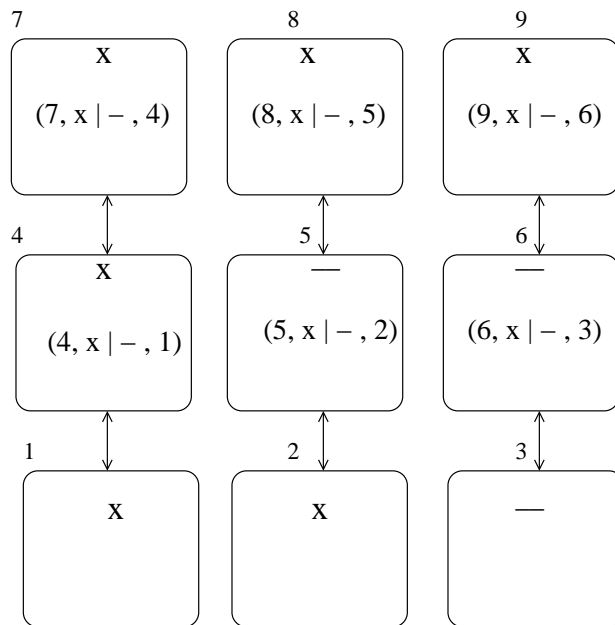 7 8 9
x x x
(7, x | – , 4) (8, x | – , 5) (9, x | – , 6)
4 5 6
x — —
(4, x | – , 1) (5, x | – , 2) (6, x | – , 3)
1 2 3
x x —